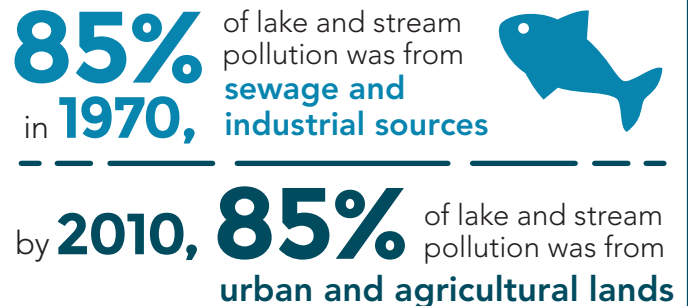 85% of lake and stream
pollution was from
in 1970, sewage and
industrial sources
by 2010, 85% of lake and stream
pollution was from
urban and agricultural lands